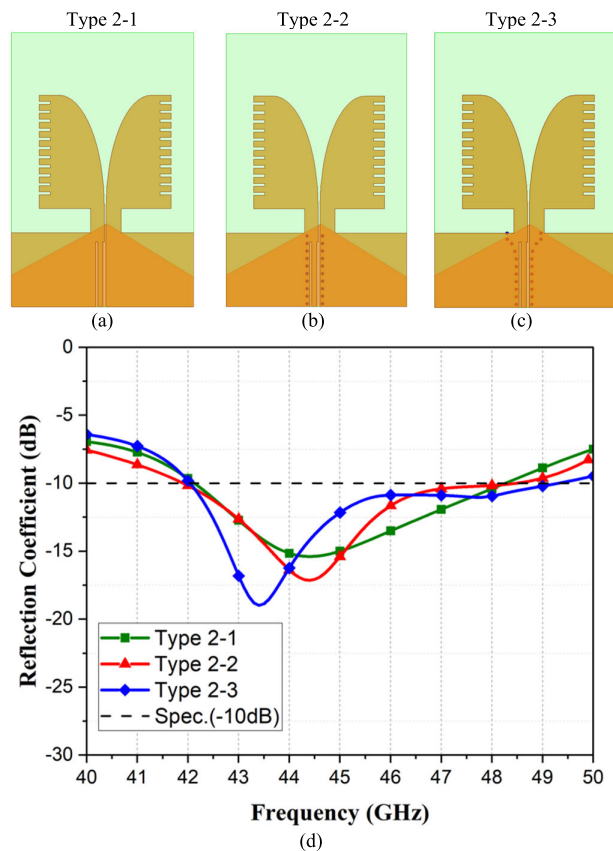 Type 2-1 Type 2-2 Type 2-3
(a) (b) (c)
0
-5
-10
-15
-20
-25
-30
Reflection Coefficient (dB)
Type 2-1
Type 2-2
Type 2-3
Spec.(-10dB)
40 41 42 43 44 45 46 47 48 49 50
Frequency (GHz)
(d)